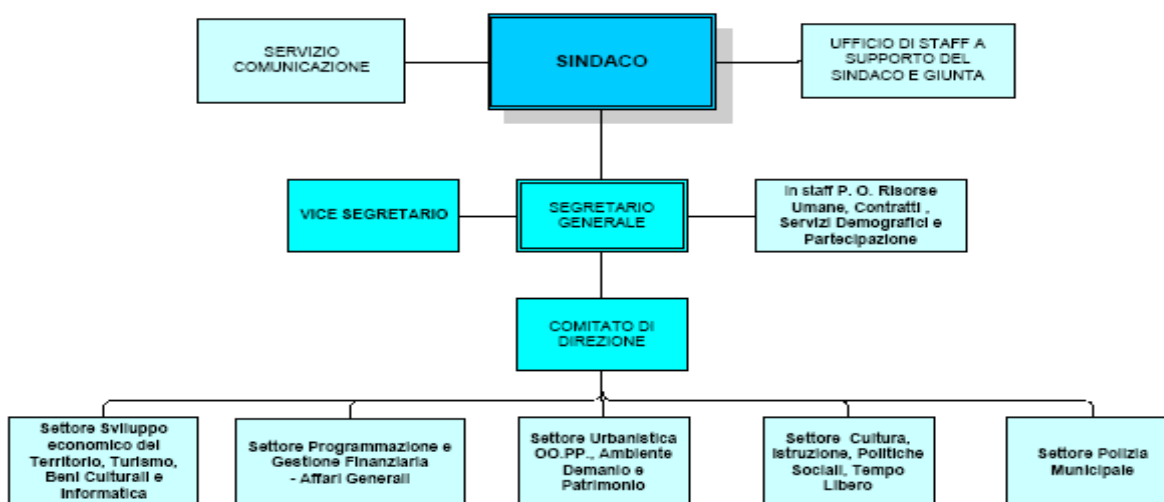 SERVIZIO
COMUNICAZIONE
SINDACO
UFFICIO DI STAFF A
SUPPORTO DEL
SINDACO E GIUNTA
VICE SEGRETARIO
SEGRETARIO
GENERALE
In staff P. O. Risorse
Umane, Contratti ,
Servizi Demografici e
Partecipazione
COMITATO DI
DIREZIONE
Settore Sviluppo
economico del
Territorio, Turismo,
Beni Culturali e
Informatica
Settore Programmazione e
Gestione Finanziaria
- Affari Generali
Settore Urbanistica
OO.PP., Ambiente
Demanio e
Patrimonio
Settore Cultura,
Istruzione, Politiche
Sociali, Tempo
Libero
Settore Polizia
Municipale